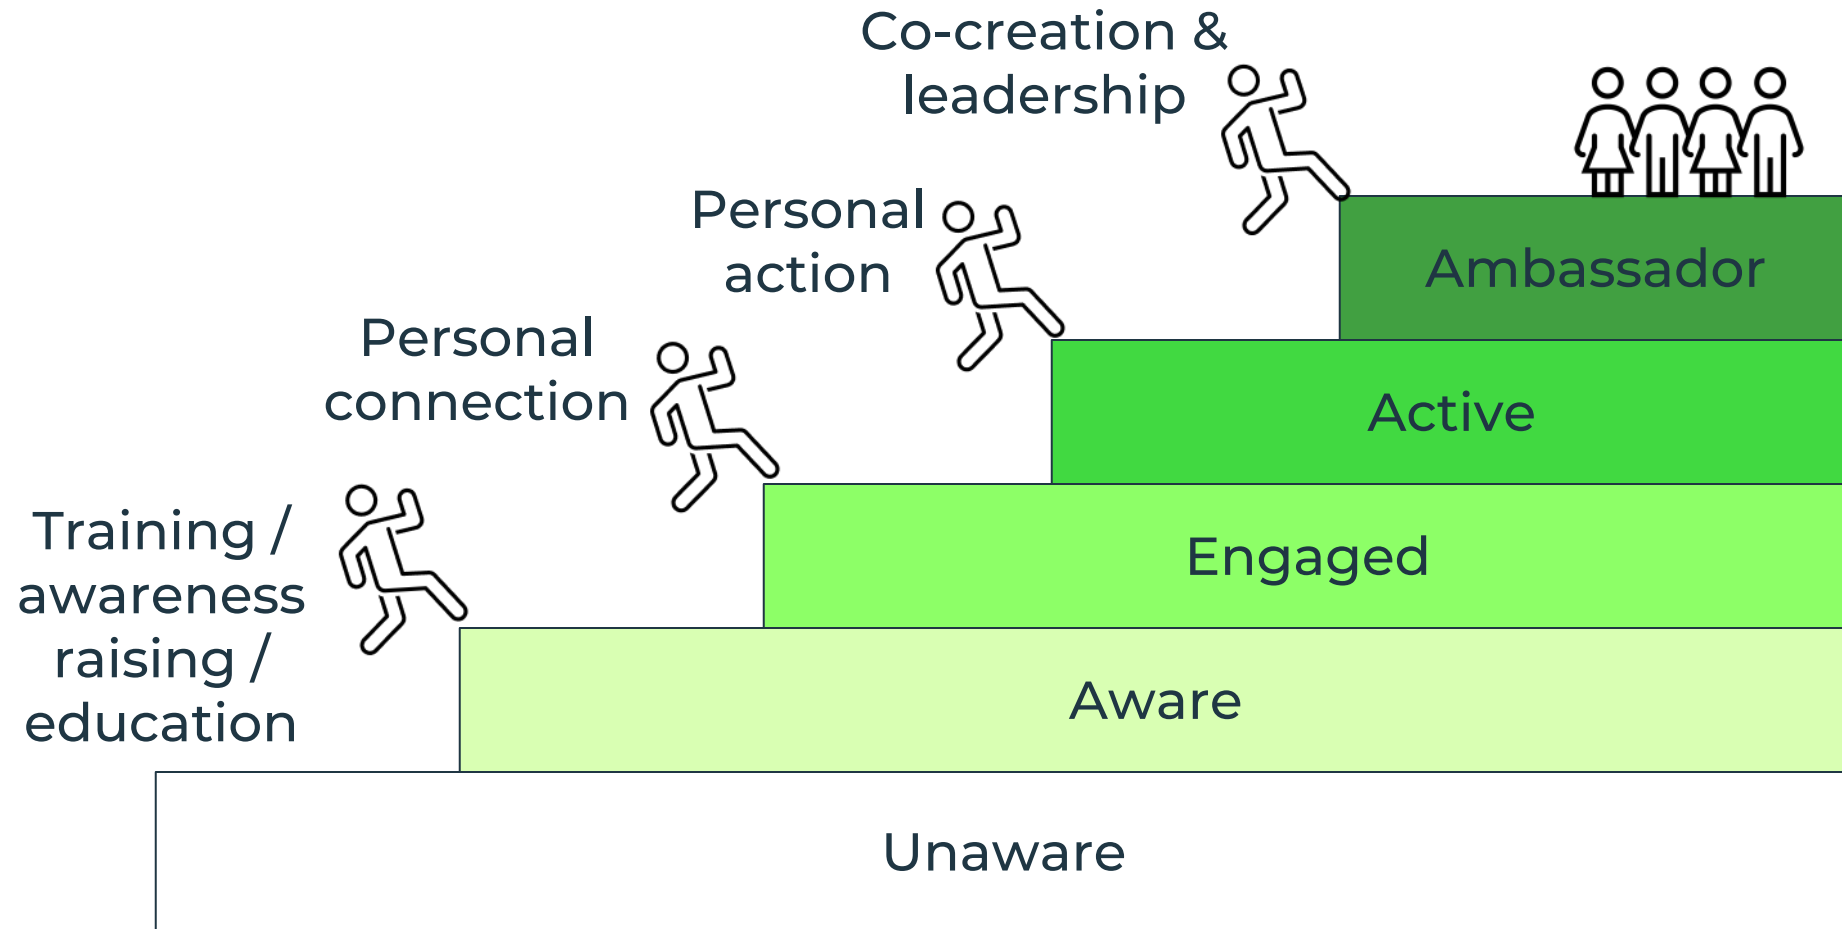 Co-creation &
leadership
Personal
action
Ambassador
Personal
connection
Active
Training /
awareness
raising /
education
Engaged
Aware
Unaware